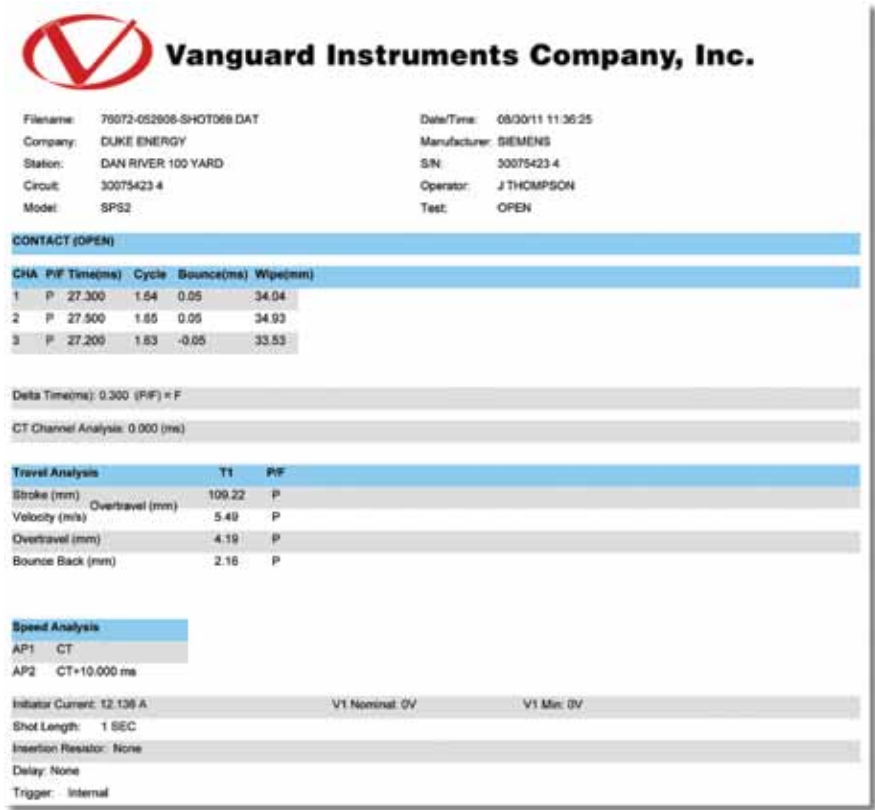 Vanguard Instruments Company, Inc.
Filename: 76072-052608-SHOT069.DAT Date/Time: 08/30/11 11:36:25
Company: DUKE ENERGY Manufacturer: SIEMENS
Station: DAN RIVER 100 YARD S/N: 30075423 4
Circuit: 30075423 4 Operator: J THOMPSON
Model: SPS2 Test: OPEN
CONTACT (OPEN)
CHA P/F Time(ms) Cycle Bounce(ms) Wipe(mm)
1 P 27.300 1.64 0.05 34.04
2 P 27.500 1.65 0.05 34.93
3 P 27.200 1.63 -0.05 33.53
Delta Time(ms): 0.300 (P/F) = F
CT Channel Analysis: 0.000 (ms)
Travel Analysis T1 P/F
Stroke (mm) 109.22 P
Overtravel (mm)
Velocity (m/s) 5.49 P
Overtravel (mm) 4.19 P
Bounce Back (mm) 2.16 P
Speed Analysis
AP1 CT
AP2 CT+10.000 ms
Initiator Current: 12.136 A V1 Nominal: 0V V1 Min: 0V
Shot Length: 1 SEC
Insertion Resistor: None
Delay: None
Trigger: Internal